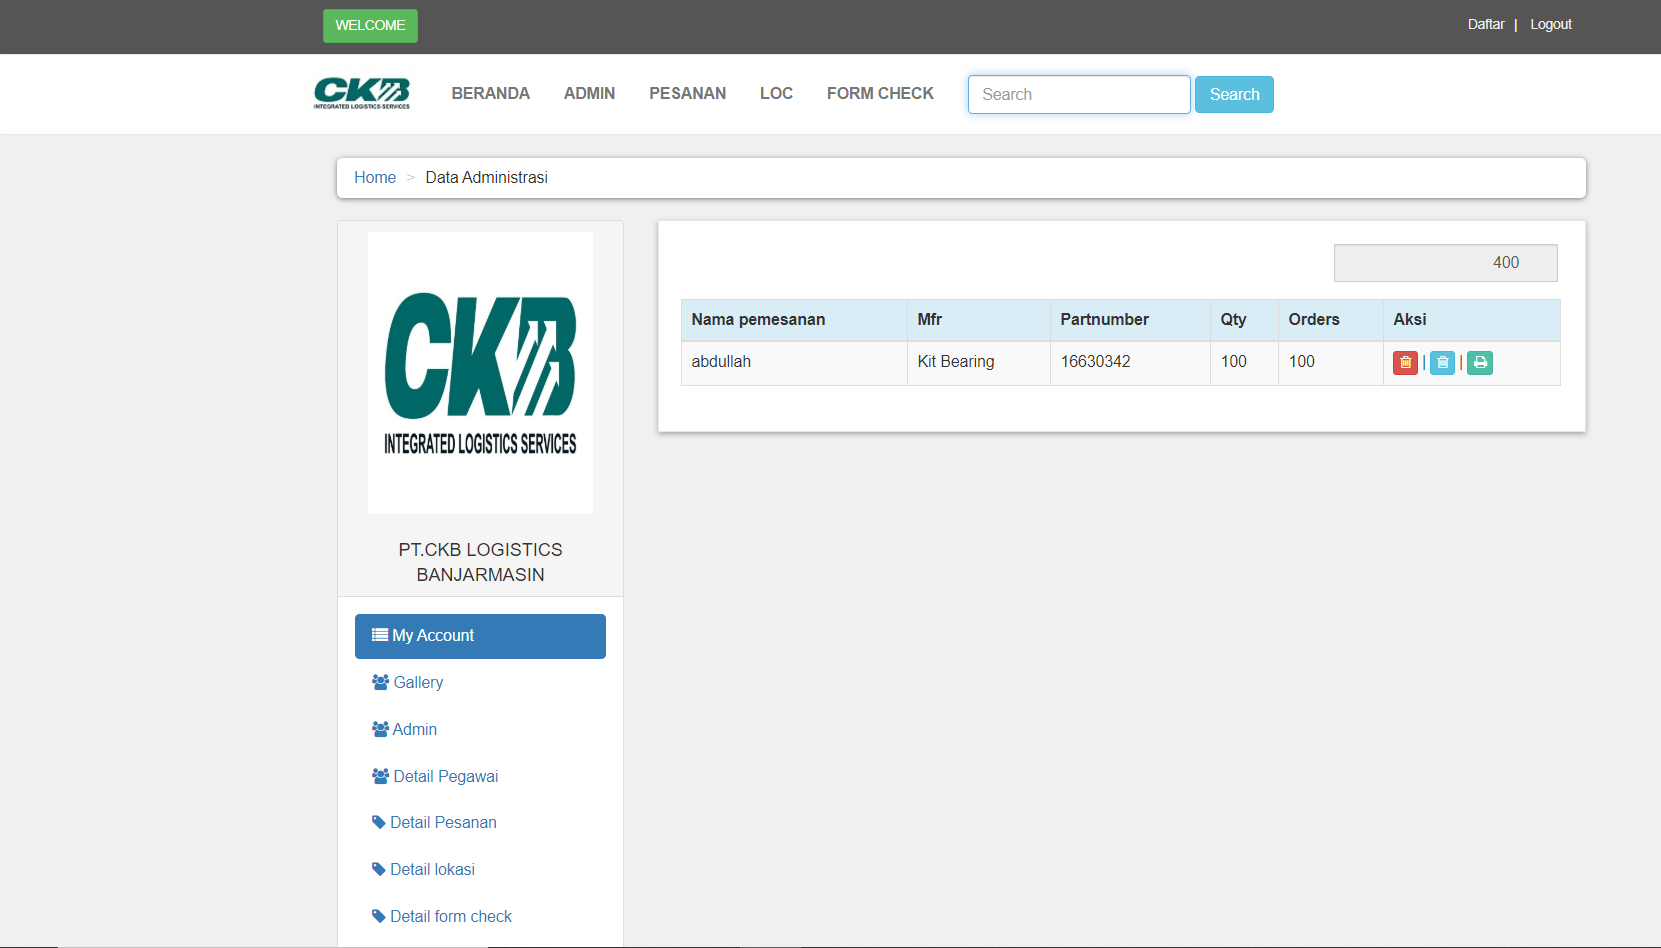 WELCOME
Daftar | Logout
CKB
INTEGRATED LOGISTICS SERVICES
BERANDA ADMIN PESANAN LOC FORM CHECK Search Search
Home > Data Administrasi
CKB
INTEGRATED LOGISTICS SERVICES
PT.CKB LOGISTICS
BANJARMASIN
My Account
Gallery
Admin
Detail Pegawai
Detail Pesanan
Detail lokasi
Detail form check
400
Nama pemesanan Mfr Partnumber Qty Orders Aksi
abdullah Kit Bearing 16630342 100 100 | |